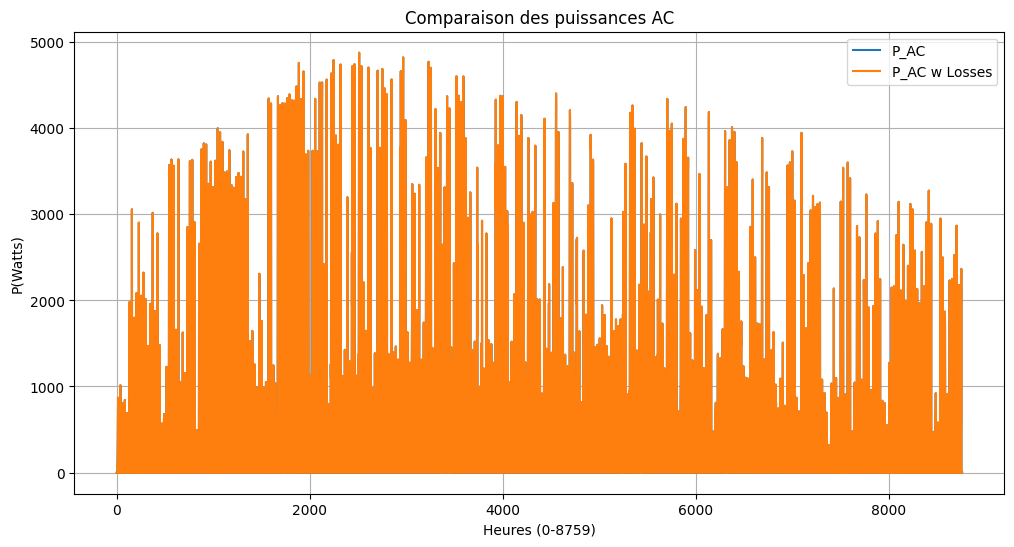 Comparaison des puissances AC
P_AC
P_AC w Losses
P(Watts)
5000
4000
3000
2000
1000
0
0
2000
4000
6000
8000
Heures (0-8759)